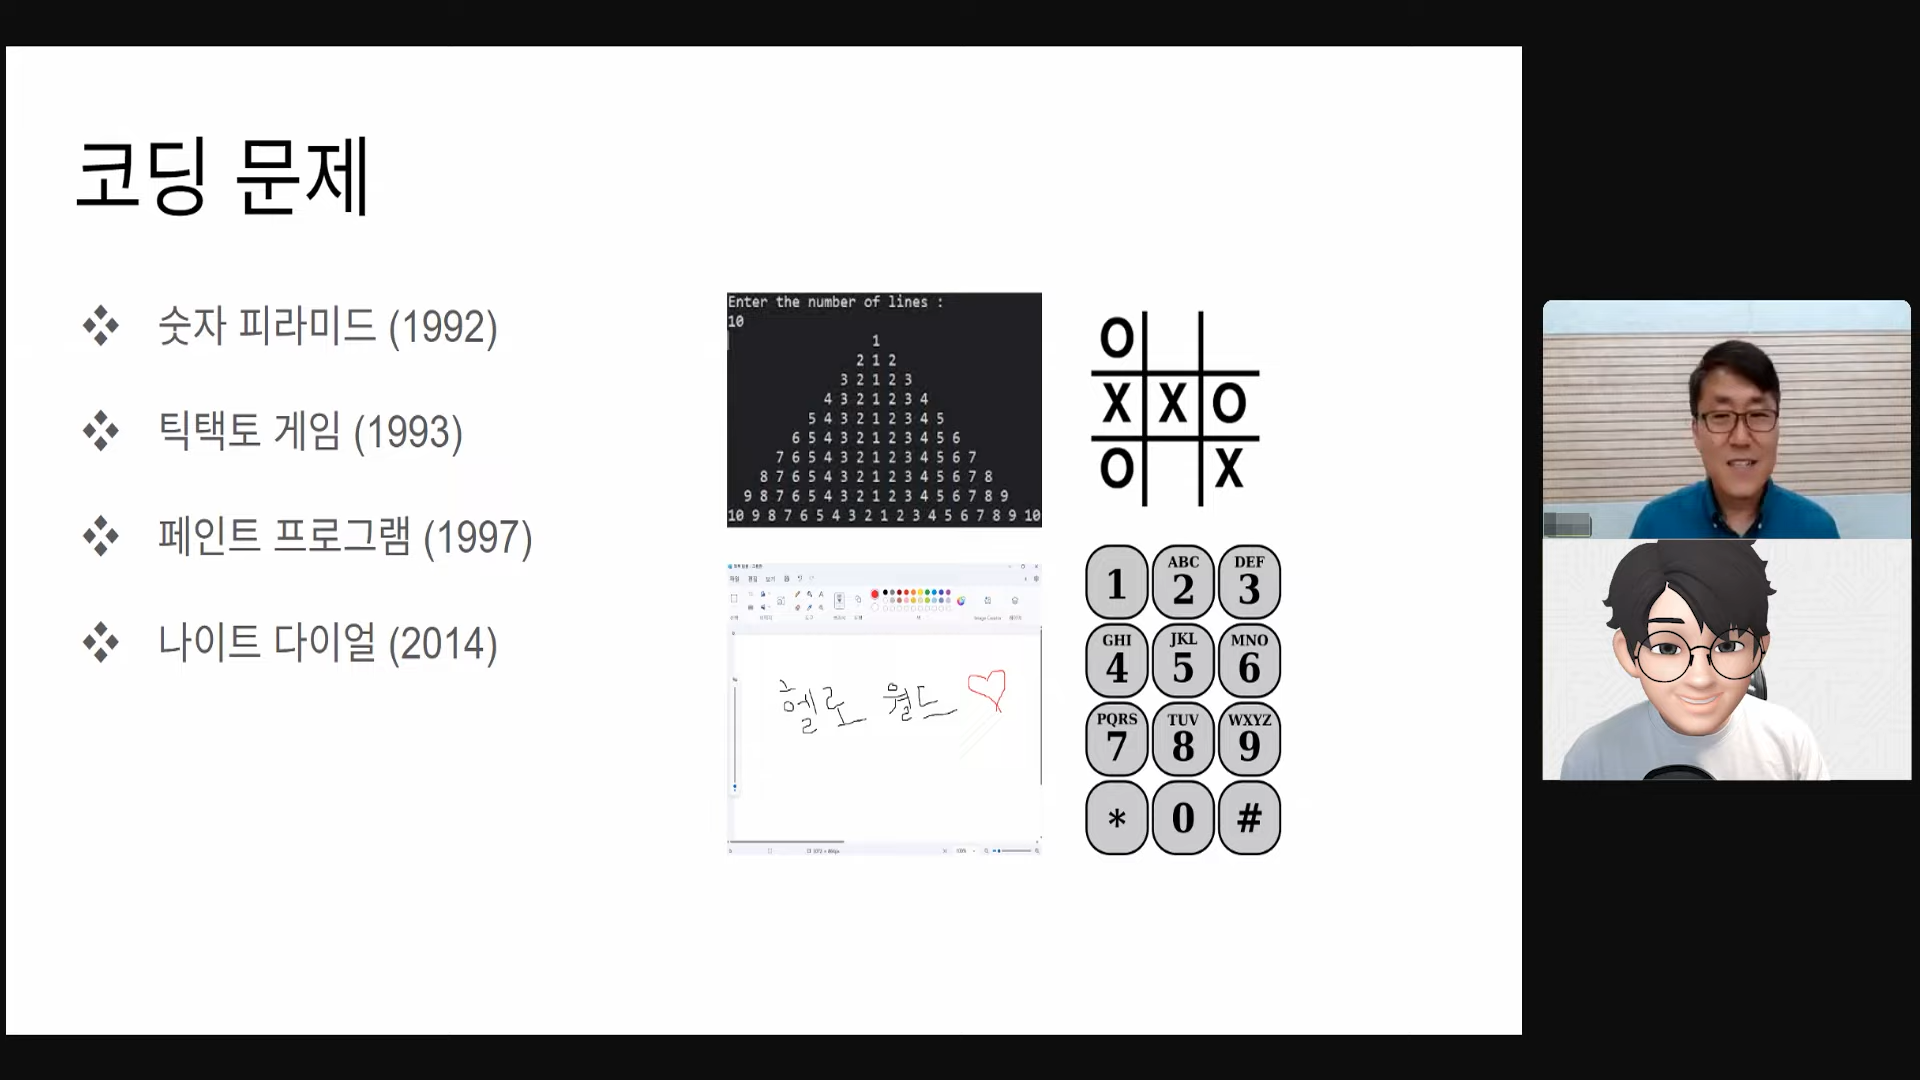 코딩 문제
숫자 피라미드 (1992)
틱택토 게임 (1993)
페인트 프로그램 (1997)
나이트 다이얼 (2014)
Enter the number of lines :
10
1
2 1 2
3 2 1 2 3
4 3 2 1 2 3 4
5 4 3 2 1 2 3 4 5
6 5 4 3 2 1 2 3 4 5 6
7 6 5 4 3 2 1 2 3 4 5 6 7
8 7 6 5 4 3 2 1 2 3 4 5 6 7 8
9 8 7 6 5 4 3 2 1 2 3 4 5 6 7 8 9
10 9 8 7 6 5 4 3 2 1 2 3 4 5 6 7 8 9 10
O
X X O
O X
헬로 월드
ABC DEF
1 2 3
GHI JKL MNO
4 5 6
PQRS TUV WXYZ
7 8 9
* 0 #